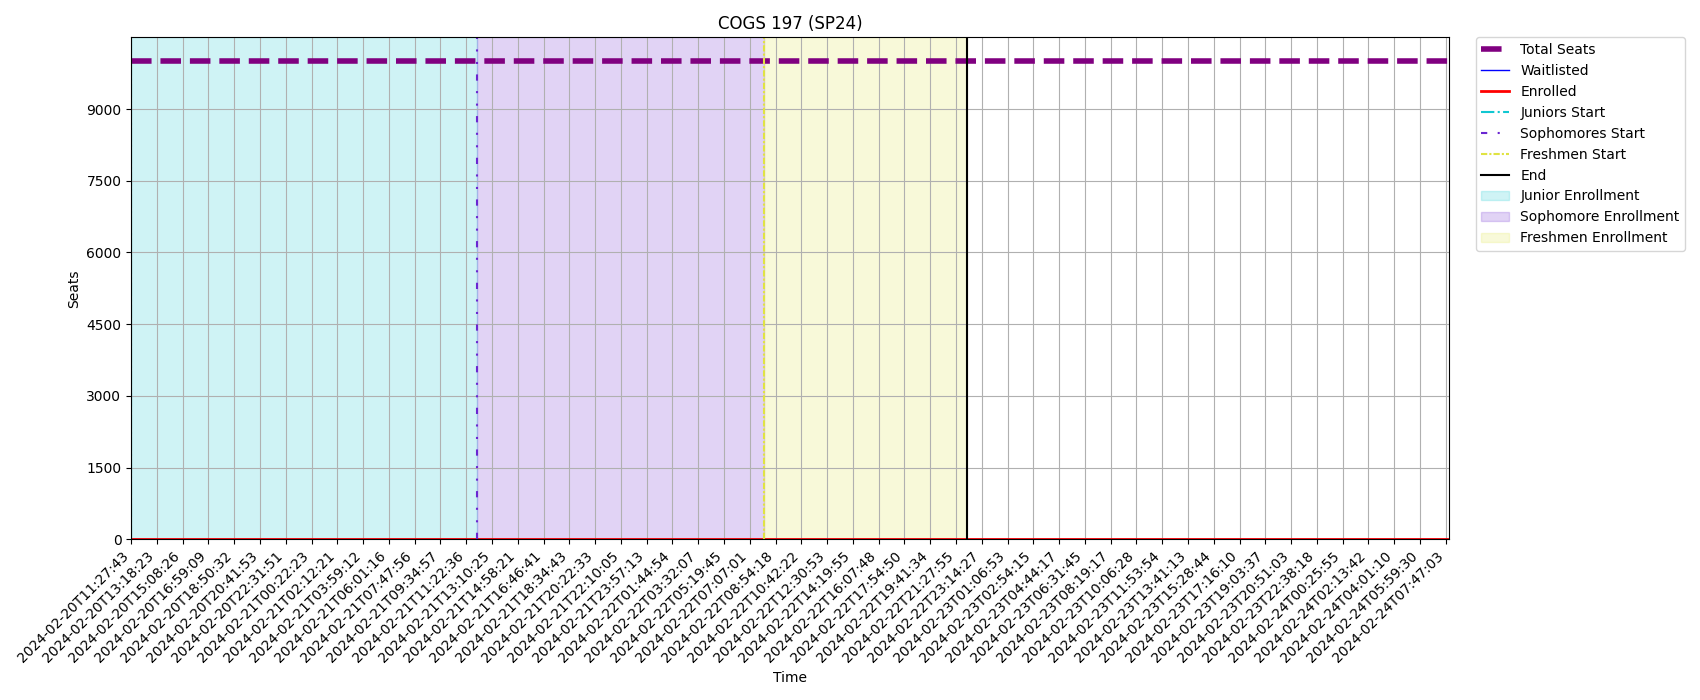 COGS 197 (SP24)
Total Seats
Waitlisted
Enrolled
Juniors Start
Sophomores Start
Freshmen Start
End
Junior Enrollment
Sophomore Enrollment
Freshmen Enrollment
Seats
9000
7500
6000
4500
3000
1500
0
2024-02-20T11:27:43
2024-02-20T13:18:23
2024-02-20T15:08:26
2024-02-20T16:59:09
2024-02-20T18:50:32
2024-02-20T20:41:53
2024-02-20T22:31:51
2024-02-21T00:22:23
2024-02-21T02:12:21
2024-02-21T03:59:12
2024-02-21T06:01:16
2024-02-21T07:47:56
2024-02-21T09:34:57
2024-02-21T11:22:36
2024-02-21T13:10:25
2024-02-21T14:58:21
2024-02-21T16:46:41
2024-02-21T18:34:43
2024-02-21T20:22:33
2024-02-21T22:10:05
2024-02-21T23:57:13
2024-02-22T01:44:54
2024-02-22T03:32:07
2024-02-22T05:19:45
2024-02-22T07:07:01
2024-02-22T08:54:18
2024-02-22T10:42:22
2024-02-22T12:30:53
2024-02-22T14:19:55
2024-02-22T16:07:48
2024-02-22T17:54:50
2024-02-22T19:41:34
2024-02-22T21:27:55
2024-02-22T23:14:27
2024-02-23T01:06:53
2024-02-23T02:54:15
2024-02-23T04:44:17
2024-02-23T06:31:45
2024-02-23T08:19:17
2024-02-23T10:06:28
2024-02-23T11:53:54
2024-02-23T13:41:13
2024-02-23T15:28:44
2024-02-23T17:16:10
2024-02-23T19:03:37
2024-02-23T20:51:03
2024-02-23T22:38:18
2024-02-24T00:25:55
2024-02-24T02:13:42
2024-02-24T04:01:10
2024-02-24T05:59:30
2024-02-24T07:47:03
Time